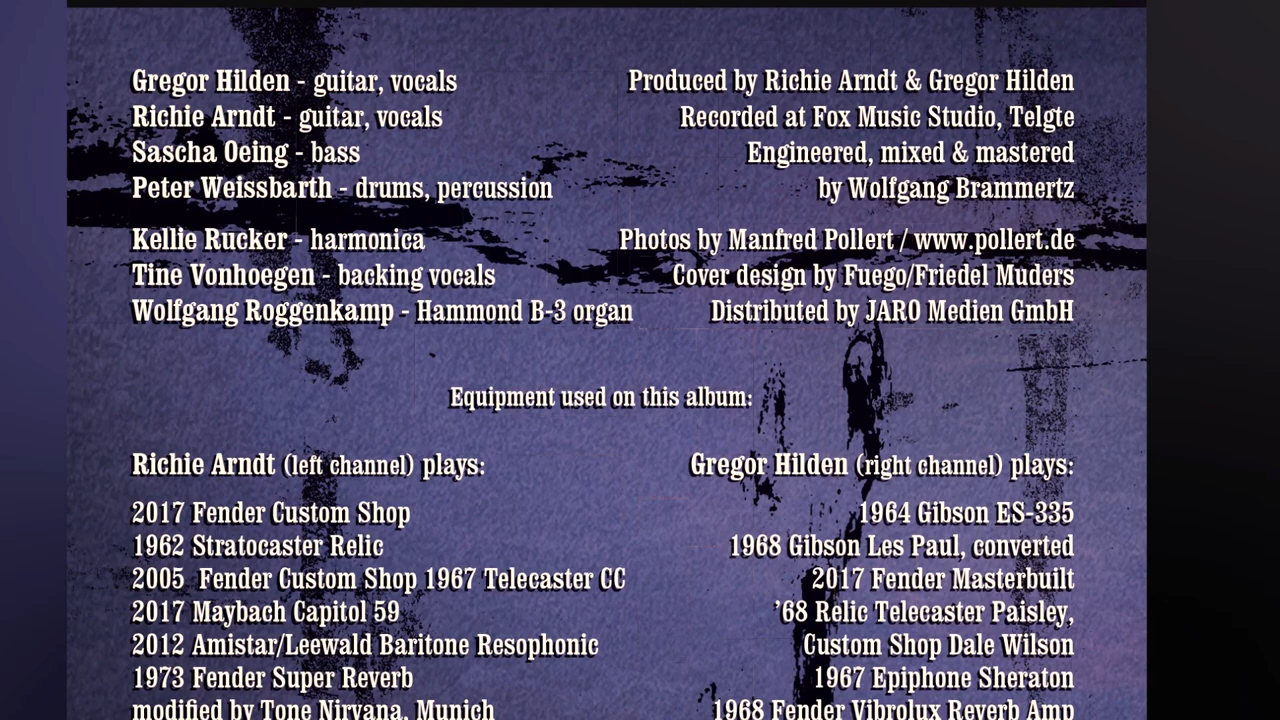 Gregor Hilden - guitar, vocals
Richie Arndt - guitar, vocals
Sascha Oeing - bass
Peter Weissbarth - drums, percussion
Kellie Rucker - harmonica
Tine Vonhoegen - backing vocals
Wolfgang Roggenkamp - Hammond B-3 organ
Produced by Richie Arndt & Gregor Hilden
Recorded at Fox Music Studio, Telgte
Engineered, mixed & mastered
by Wolfgang Brammertz
Photos by Manfred Pollert / www.pollert.de
Cover design by Fuego/Friedel Muders
Distributed by JARO Medien GmbH
Equipment used on this album:
Richie Arndt (left channel) plays:
2017 Fender Custom Shop
1962 Stratocaster Relic
2005 Fender Custom Shop 1967 Telecaster CC
2017 Maybach Capitol 59
2012 Amistar/Leewald Baritone Resophonic
1973 Fender Super Reverb
modified by Tone Nirvana, Munich
Gregor Hilden (right channel) plays:
1964 Gibson ES-335
1968 Gibson Les Paul, converted
2017 Fender Masterbuilt
’68 Relic Telecaster Paisley,
Custom Shop Dale Wilson
1967 Epiphone Sheraton
1968 Fender Vibrolux Reverb Amp